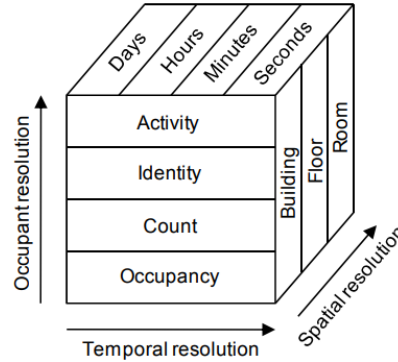 Days
Hours
Minutes
Seconds
Activity
Identity
Count
Occupancy
Building
Floor
Room
Occupant resolution
Temporal resolution
Spatial resolution